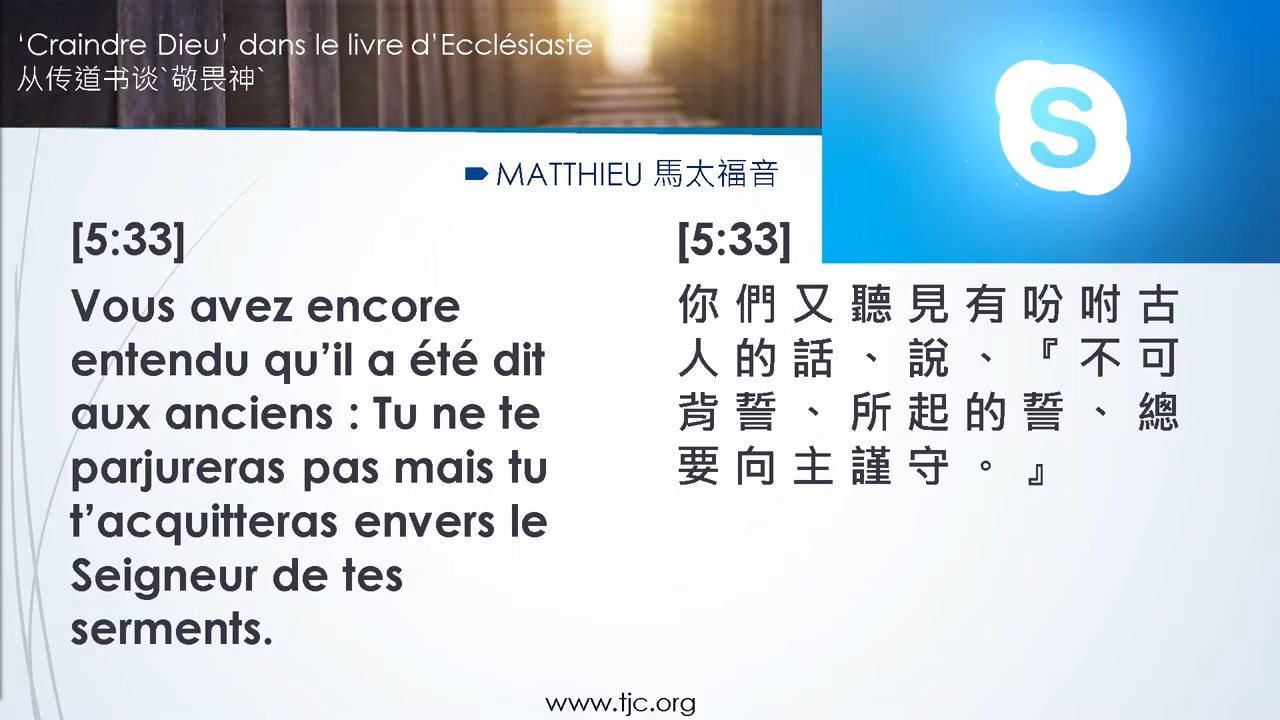 ‘Craindre Dieu’ dans le livre d’Ecclésiaste
从传道书谈`敬畏神`
MATTHIEU 馬太福音
[5:33]
Vous avez encore
entendu qu’il a été dit
aux anciens : Tu ne te
parjureras pas mais tu
t’acquitteras envers le
Seigneur de tes
serments.
[5:33]
你們又聽見有吩咐古
人的話、說、『不可
背誓、所起的誓、總
要向主謹守。』
S
www.tjc.org